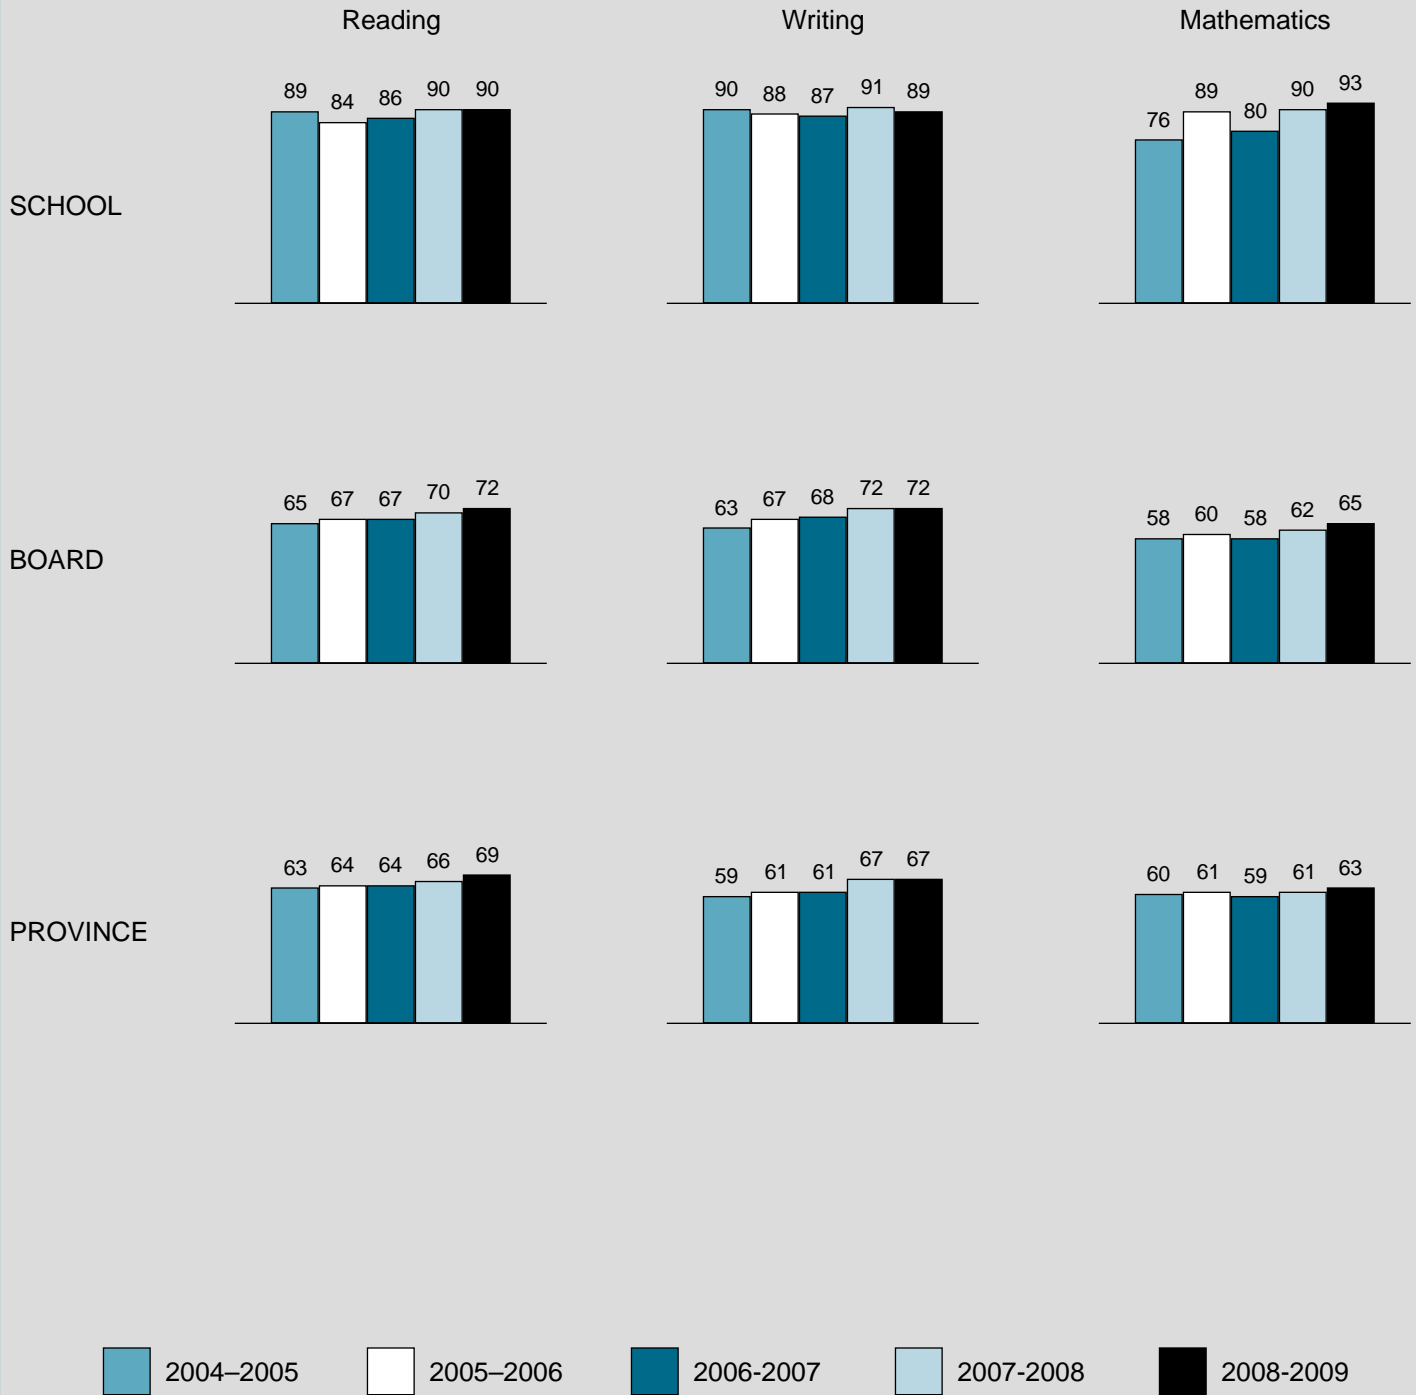 Reading Writing Mathematics
89 84 86 90 90 90 88 87 91 89 76 89 80 90 93
SCHOOL
65 67 67 70 72 63 67 68 72 72 58 60 58 62 65
BOARD
63 64 64 66 69 59 61 61 67 67 60 61 59 61 63
PROVINCE
2004–2005 2005–2006 2006-2007 2007-2008 2008-2009